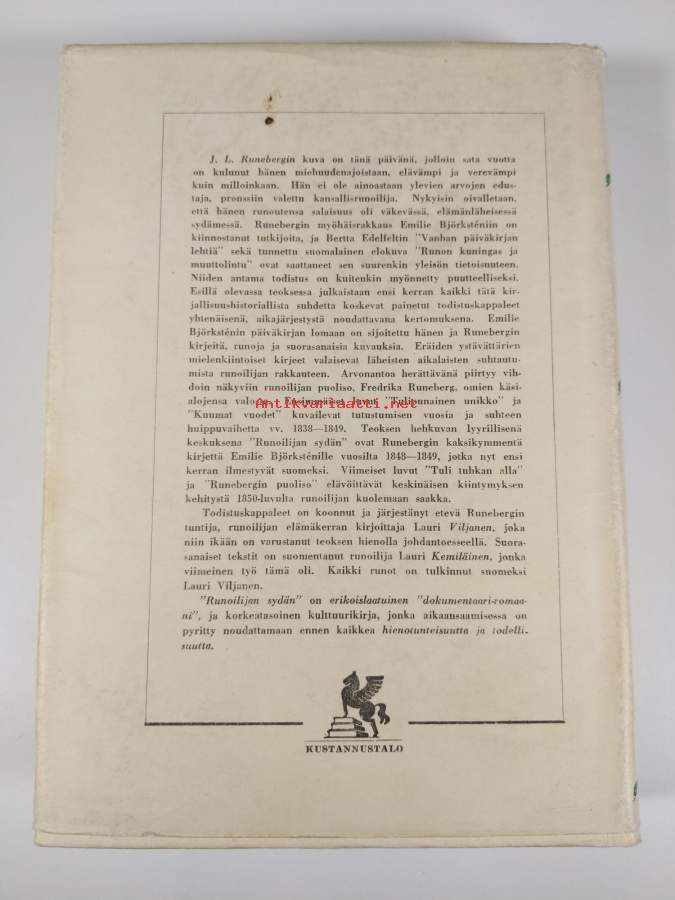 J. L. Runebergin kuva on tänä päivänä, jolloin sata vuotta
on kulunut hänen miehuudenajoistaan, elävämpi ja verevämpi
kuin milloinkaan. Hän ei ole ainoastaan ylevien arvojen edus-
taja, pronssiin valettu kansallisrunoilija. Nykyisin oivalletaan,
että hänen runoutensa salaisuus oli väkevässä, elämänläheisessä
sydämessä. Runebergin myöhäisrakkaus Emilie Björksténiin on
kiinnostanut tutkijoita, ja Bertta Edelfeltin "Vanhan päiväkirjan
lehtiä" sekä tunnettu suomalainen elokuva "Runon kuningas ja
muuttolintu" ovat saattaneet sen suurenkin yleisön tietoisuuteen.
Niiden antama todistus on kuitenkin myönnetty puutteelliseksi.
Esillä olevassa teoksessa julkaistaan ensi kerran kaikki tätä kir-
jallisuushistoriallista suhdetta koskevat painetut todistuskappaleet
yhtenäisenä, aikajärjestystä noudattavana kertomuksena. Emilie
Björksténin päiväkirjan lomaan on sijoitettu hänen ja Runebergin
kirjeitä, runoja ja suorasanaisia kuvauksia. Eräiden ystävättärien
mielenkiintoiset kirjeet valaisevat läheisten aikalaisten suhtautu-
mista runoilijan rakkauteen. Arvonantoa herättävänä piirtyy vih-
doin näkyviin runoilijan puoliso, Fredrika Runeberg, omien käsi-
alojensa valossa. Ensimmäiset luvut "Tulipunainen unikko" ja
Antikvariaatti.net
"Kuumat vuodet" kuvailevat tutustumisen vuosia ja suhteen
huippuvaihetta vv. 1838—1849. Teoksen hehkuvan lyyrillisenä
keskuksena "Runoilijan sydän" ovat Runebergin kaksikymmentä
kirjettä Emilie Björksténille vuosilta 1848—1849, jotka nyt ensi
kerran ilmestyvät suomeksi. Viimeiset luvut "Tuli tuhkan alla"
ja "Runebergin puoliso" elävöittävät keskinäisen kiintymyksen
kehitystä 1850-luvulta runoilijan kuolemaan saakka.
Todistuskappaleet on koonnut ja järjestänyt etevä Runebergin
tuntija, runoilijan elämäkerran kirjoittaja Lauri Viljanen, joka
niin ikään on varustanut teoksen hienolla johdantoesseellä. Suora-
sanaiset tekstit on suomentanut runoilija Lauri Kemiläinen, jonka
viimeinen työ tämä oli. Kaikki runot on tulkinnut suomeksi
Lauri Viljanen.
"Runoilijan sydän" on erikoislaatuinen "dokumentaari-romaa-
ni", ja korkeatasoinen kulttuurikirja, jonka aikaansaamisessa on
pyritty noudattamaan ennen kaikkea hienotunteisuutta ja todelli-
suutta.
KUSTANNUSTALO